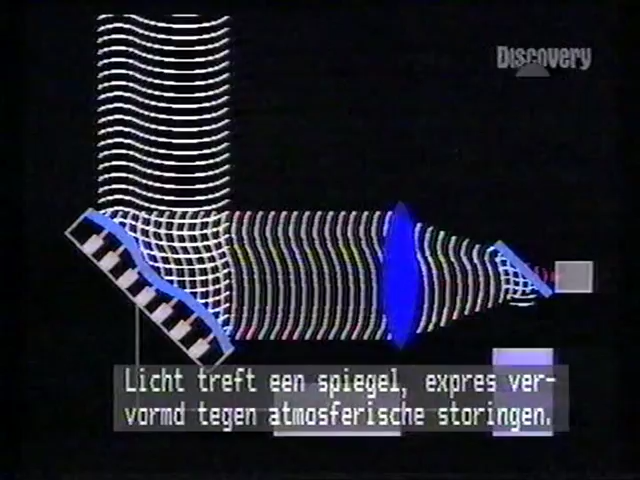 Discovery
Licht treft een spiegel, expres ver-
vormd tegen atmosferische storingen.